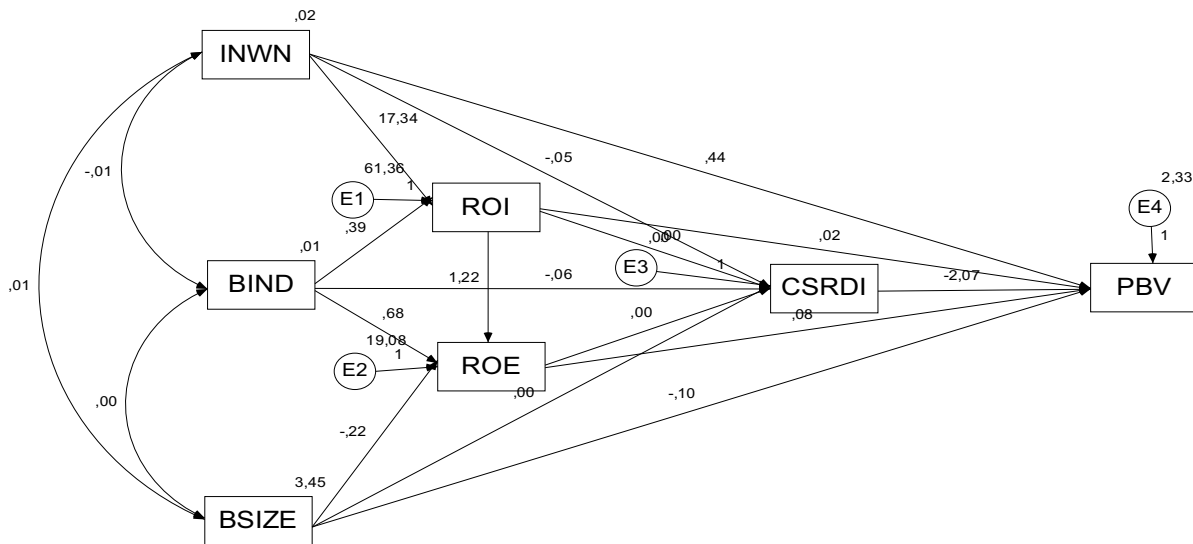 ,02
INWN
17,34
-,01
-,05
,44
61,36
1
2,33
E1
E4
ROI
,39
,02
1
,01
,00
,00
,01
E3
1
BIND
1,22
-,06
CSRDI
-2,07
PBV
,68
,00
,08
19,08
1
E2
ROE
,00
,00
-,10
-,22
3,45
BSIZE